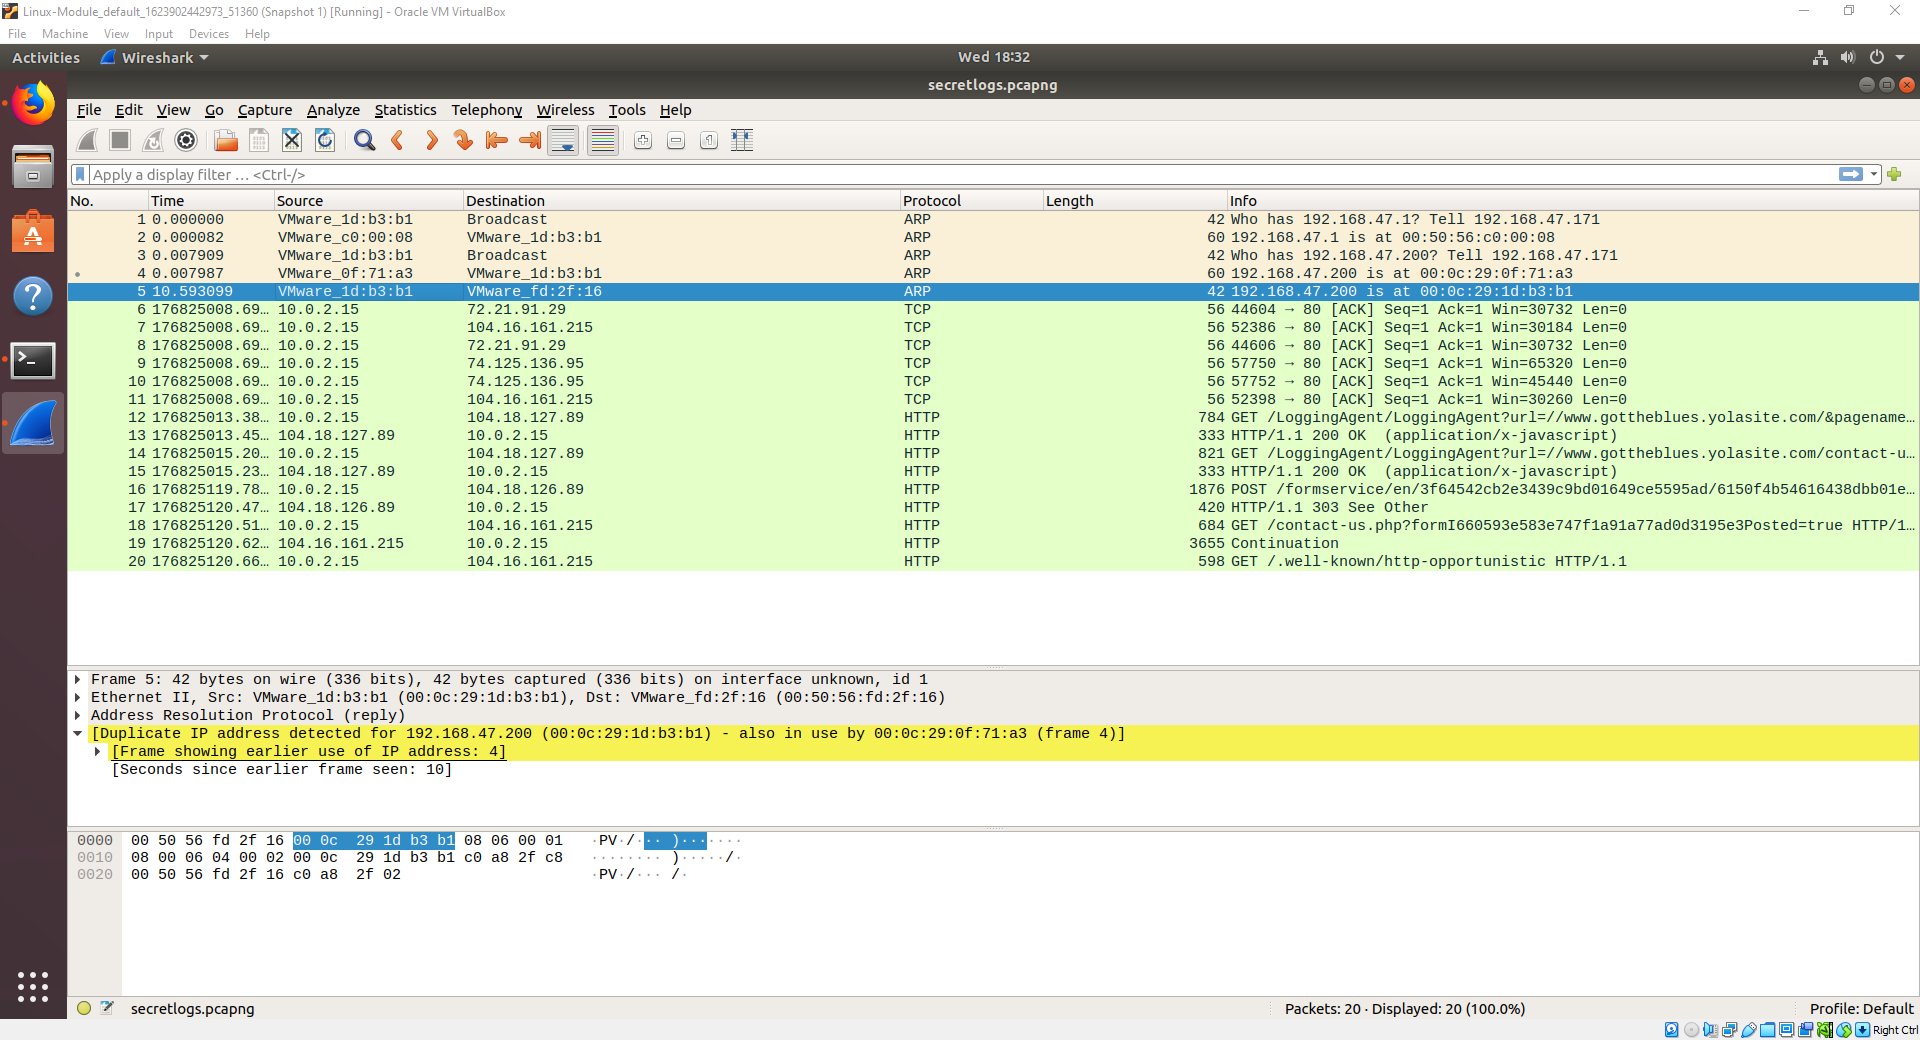 Linux-Module_default_1623902442973_51360 (Snapshot 1) [Running] - Oracle VM VirtualBox
File Machine View Input Devices Help
Activities Wireshark Wed 18:32
secretlogs.pcapng
File Edit View Go Capture Analyze Statistics Telephony Wireless Tools Help
Apply a display filter … <Ctrl-/>
No. Time Source Destination Protocol Length Info
1 0.000000 VMware_1d:b3:b1 Broadcast ARP 42 Who has 192.168.47.1? Tell 192.168.47.171
2 0.000082 VMware_c0:00:08 VMware_1d:b3:b1 ARP 60 192.168.47.1 is at 00:50:56:c0:00:08
3 0.007909 VMware_1d:b3:b1 Broadcast ARP 42 Who has 192.168.47.200? Tell 192.168.47.171
4 0.007987 VMware_0f:71:a3 VMware_1d:b3:b1 ARP 60 192.168.47.200 is at 00:0c:29:0f:71:a3
5 10.593099 VMware_1d:b3:b1 VMware_fd:2f:16 ARP 42 192.168.47.200 is at 00:0c:29:1d:b3:b1
6 176825008.69… 10.0.2.15 72.21.91.29 TCP 56 44604 → 80 [ACK] Seq=1 Ack=1 Win=30732 Len=0
7 176825008.69… 10.0.2.15 104.16.161.215 TCP 56 52386 → 80 [ACK] Seq=1 Ack=1 Win=30184 Len=0
8 176825008.69… 10.0.2.15 72.21.91.29 TCP 56 44606 → 80 [ACK] Seq=1 Ack=1 Win=30732 Len=0
9 176825008.69… 10.0.2.15 74.125.136.95 TCP 56 57750 → 80 [ACK] Seq=1 Ack=1 Win=65320 Len=0
10 176825008.69… 10.0.2.15 74.125.136.95 TCP 56 57752 → 80 [ACK] Seq=1 Ack=1 Win=45440 Len=0
11 176825008.69… 10.0.2.15 104.16.161.215 TCP 56 52398 → 80 [ACK] Seq=1 Ack=1 Win=30260 Len=0
12 176825013.38… 10.0.2.15 104.18.127.89 HTTP 784 GET /LoggingAgent/LoggingAgent?url=//www.gottheblues.yolasite.com/&pagename…
13 176825013.45… 104.18.127.89 10.0.2.15 HTTP 333 HTTP/1.1 200 OK (application/x-javascript)
14 176825015.20… 10.0.2.15 104.18.127.89 HTTP 821 GET /LoggingAgent/LoggingAgent?url=//www.gottheblues.yolasite.com/contact-u…
15 176825015.23… 104.18.127.89 10.0.2.15 HTTP 333 HTTP/1.1 200 OK (application/x-javascript)
16 176825119.78… 10.0.2.15 104.18.126.89 HTTP 1876 POST /formservice/en/3f64542cb2e3439c9bd01649ce5595ad/6150f4b54616438dbb01e…
17 176825120.47… 104.18.126.89 10.0.2.15 HTTP 420 HTTP/1.1 303 See Other
18 176825120.51… 10.0.2.15 104.16.161.215 HTTP 684 GET /contact-us.php?formI660593e583e747f1a91a77ad0d3195e3Posted=true HTTP/1…
19 176825120.62… 104.16.161.215 10.0.2.15 HTTP 3655 Continuation
20 176825120.66… 10.0.2.15 104.16.161.215 HTTP 598 GET /.well-known/http-opportunistic HTTP/1.1
Frame 5: 42 bytes on wire (336 bits), 42 bytes captured (336 bits) on interface unknown, id 1
Ethernet II, Src: VMware_1d:b3:b1 (00:0c:29:1d:b3:b1), Dst: VMware_fd:2f:16 (00:50:56:fd:2f:16)
Address Resolution Protocol (reply)
[Duplicate IP address detected for 192.168.47.200 (00:0c:29:1d:b3:b1) - also in use by 00:0c:29:0f:71:a3 (frame 4)]
[Frame showing earlier use of IP address: 4]
[Seconds since earlier frame seen: 10]
0000 00 50 56 fd 2f 16 00 0c 29 1d b3 b1 08 06 00 01 ·PV·/··· )·······
0010 08 00 06 04 00 02 00 0c 29 1d b3 b1 c0 a8 2f c8 ········ )·····/·
0020 00 50 56 fd 2f 16 c0 a8 2f 02 ·PV·/··· /·
secretlogs.pcapng Packets: 20 · Displayed: 20 (100.0%) Profile: Default
Right Ctrl